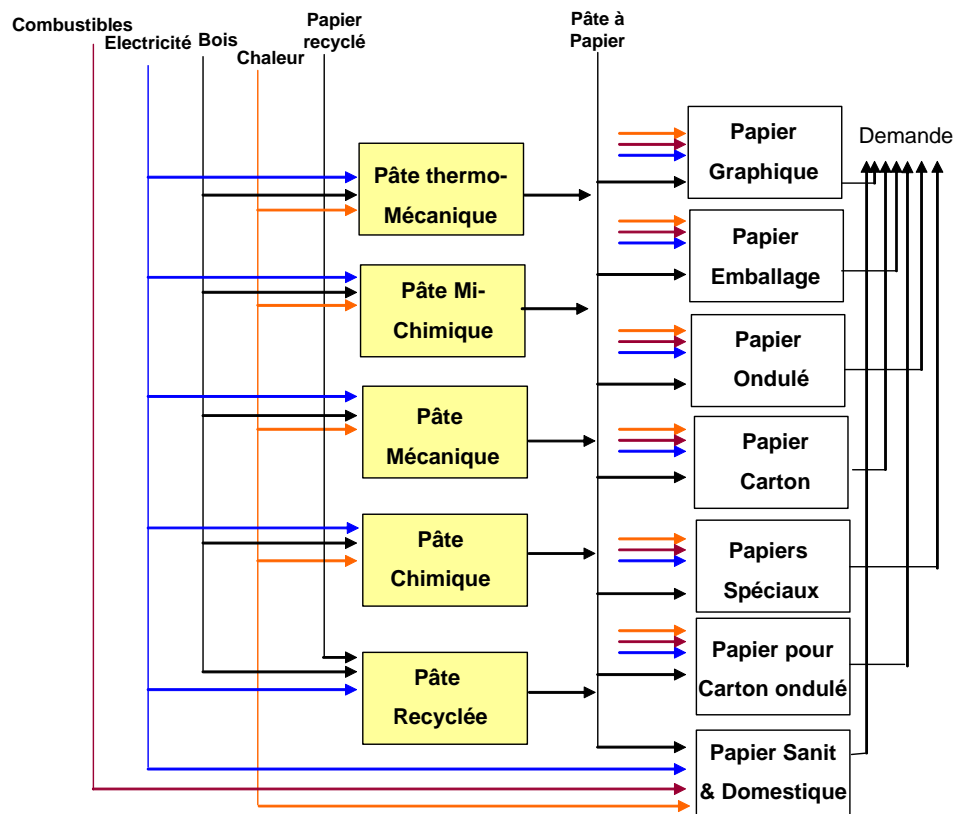 Combustibles
Electricité
Bois
Chaleur
Papier
recyclé
Pâte à
Papier
Demande
Pâte thermo-
Mécanique
Pâte Mi-
Chimique
Pâte
Mécanique
Pâte
Chimique
Pâte
Recyclée
Papier
Graphique
Papier
Emballage
Papier
Ondulé
Papier
Carton
Papiers
Spéciaux
Papier pour
Carton ondulé
Papier Sanit
& Domestique